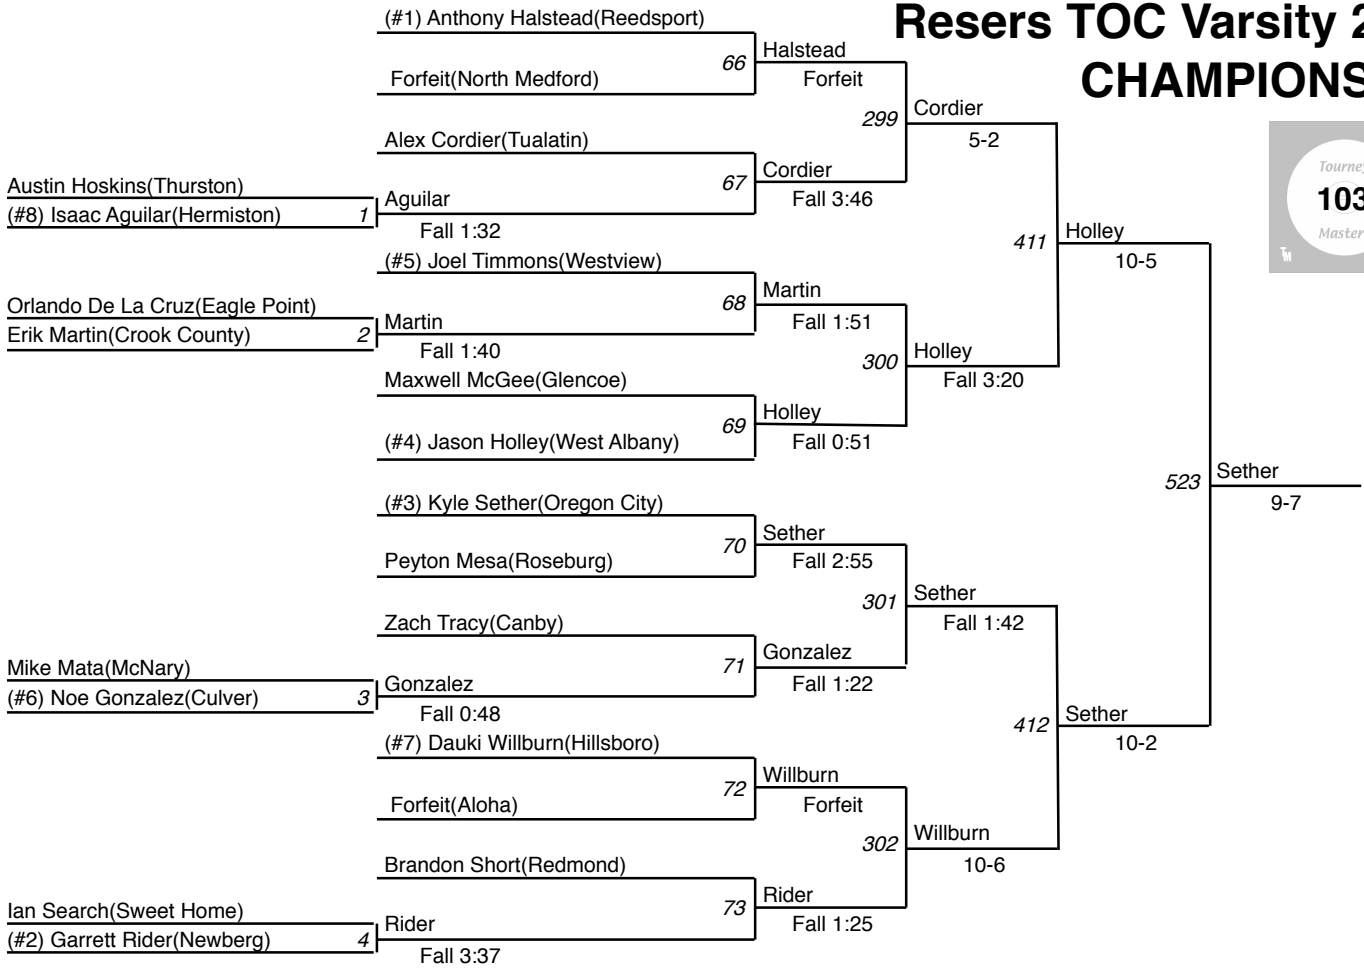 Resers TOC Varsity 2
CHAMPIONS
Tourney
103
Master
TM
(#1) Anthony Halstead(Reedsport)
66
Halstead
Forfeit
Forfeit(North Medford)
299
Cordier
5-2
Alex Cordier(Tualatin)
67
Cordier
Fall 3:46
Austin Hoskins(Thurston)
(#8) Isaac Aguilar(Hermiston)
1
Aguilar
Fall 1:32
411
Holley
10-5
(#5) Joel Timmons(Westview)
68
Martin
Fall 1:51
Orlando De La Cruz(Eagle Point)
Erik Martin(Crook County)
2
Martin
Fall 1:40
300
Holley
Fall 3:20
Maxwell McGee(Glencoe)
69
Holley
Fall 0:51
(#4) Jason Holley(West Albany)
523
Sether
9-7
(#3) Kyle Sether(Oregon City)
70
Sether
Fall 2:55
Peyton Mesa(Roseburg)
301
Sether
Fall 1:42
Zach Tracy(Canby)
71
Gonzalez
Fall 1:22
Mike Mata(McNary)
(#6) Noe Gonzalez(Culver)
3
Gonzalez
Fall 0:48
412
Sether
10-2
(#7) Dauki Willburn(Hillsboro)
72
Willburn
Forfeit
Forfeit(Aloha)
302
Willburn
10-6
Brandon Short(Redmond)
73
Rider
Fall 1:25
Ian Search(Sweet Home)
(#2) Garrett Rider(Newberg)
4
Rider
Fall 3:37